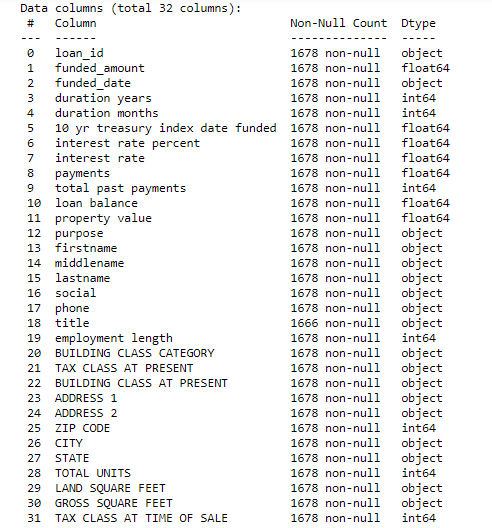 Data columns (total 32 columns):
 #   Column                          Non-Null Count  Dtype
---  ------                          --------------  -----
 0   loan_id                         1678 non-null   object
 1   funded_amount                   1678 non-null   float64
 2   funded_date                     1678 non-null   object
 3   duration years                  1678 non-null   int64
 4   duration months                 1678 non-null   int64
 5   10 yr treasury index date funded  1678 non-null   float64
 6   interest rate percent           1678 non-null   float64
 7   interest rate                   1678 non-null   float64
 8   payments                        1678 non-null   float64
 9   total past payments             1678 non-null   int64
 10  loan balance                    1678 non-null   float64
 11  property value                  1678 non-null   float64
 12  purpose                         1678 non-null   object
 13  firstname                       1678 non-null   object
 14  middlename                      1678 non-null   object
 15  lastname                        1678 non-null   object
 16  social                          1678 non-null   object
 17  phone                           1678 non-null   object
 18  title                           1666 non-null   object
 19  employment length               1678 non-null   int64
 20  BUILDING CLASS CATEGORY         1678 non-null   object
 21  TAX CLASS AT PRESENT            1678 non-null   object
 22  BUILDING CLASS AT PRESENT       1678 non-null   object
 23  ADDRESS 1                       1678 non-null   object
 24  ADDRESS 2                       1678 non-null   object
 25  ZIP CODE                        1678 non-null   int64
 26  CITY                            1678 non-null   object
 27  STATE                           1678 non-null   object
 28  TOTAL UNITS                     1678 non-null   int64
 29  LAND SQUARE FEET                1678 non-null   object
 30  GROSS SQUARE FEET               1678 non-null   object
 31  TAX CLASS AT TIME OF SALE       1678 non-null   int64